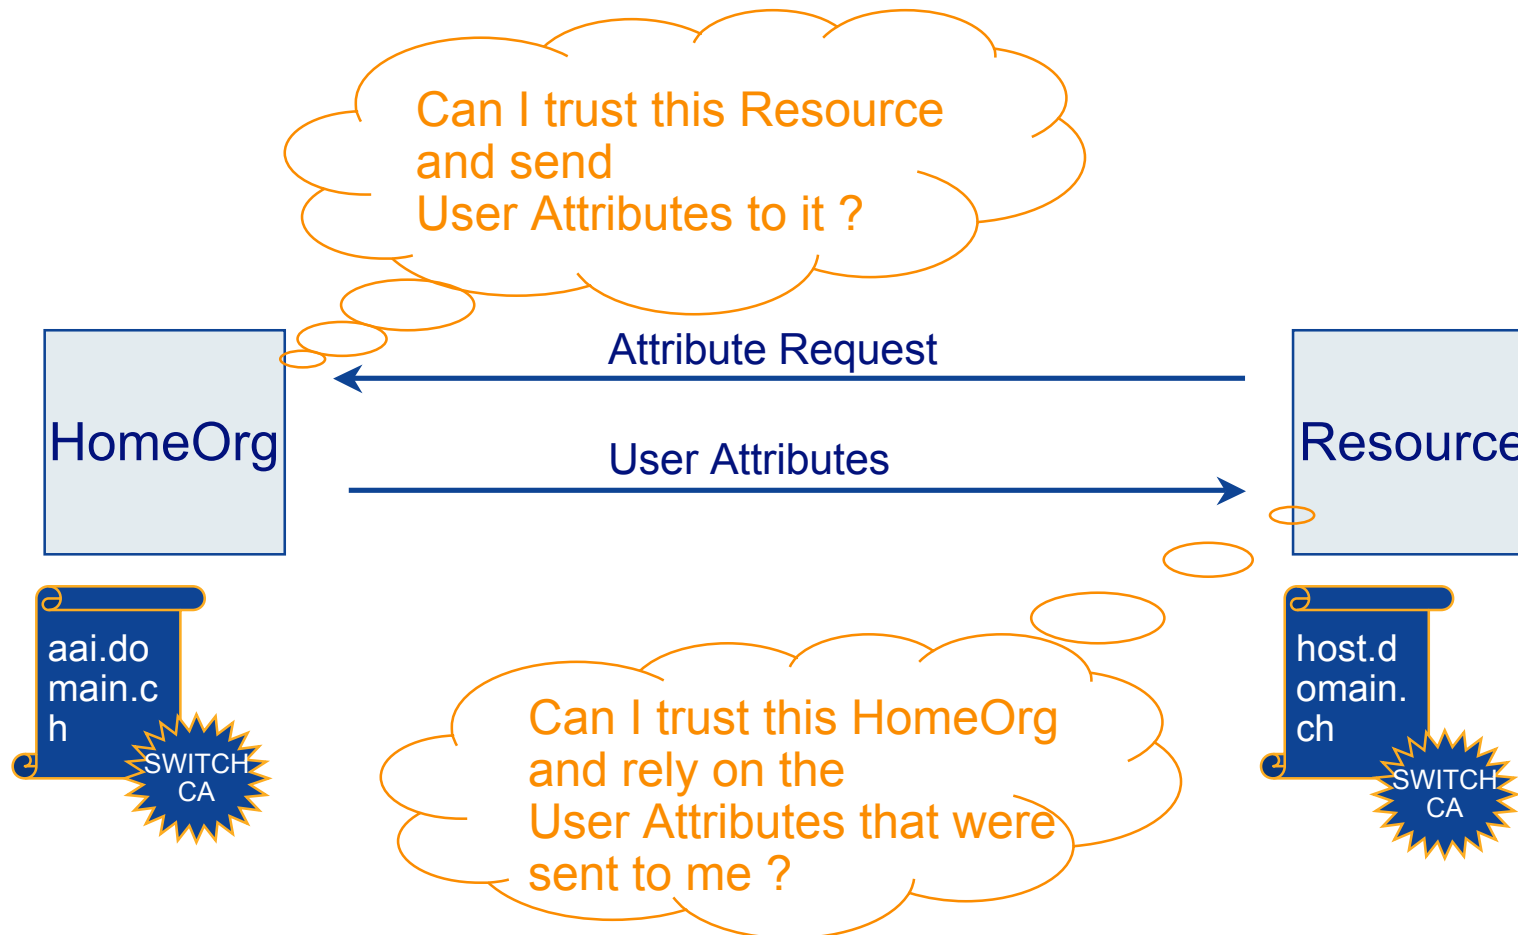 Can I trust this Resource
and send
User Attributes to it ?
Attribute Request
HomeOrg
Resource
User Attributes
aai.do
main.c
h
SWITCH
CA
host.d
omain.
ch
SWITCH
CA
Can I trust this HomeOrg
and rely on the
User Attributes that were
sent to me ?